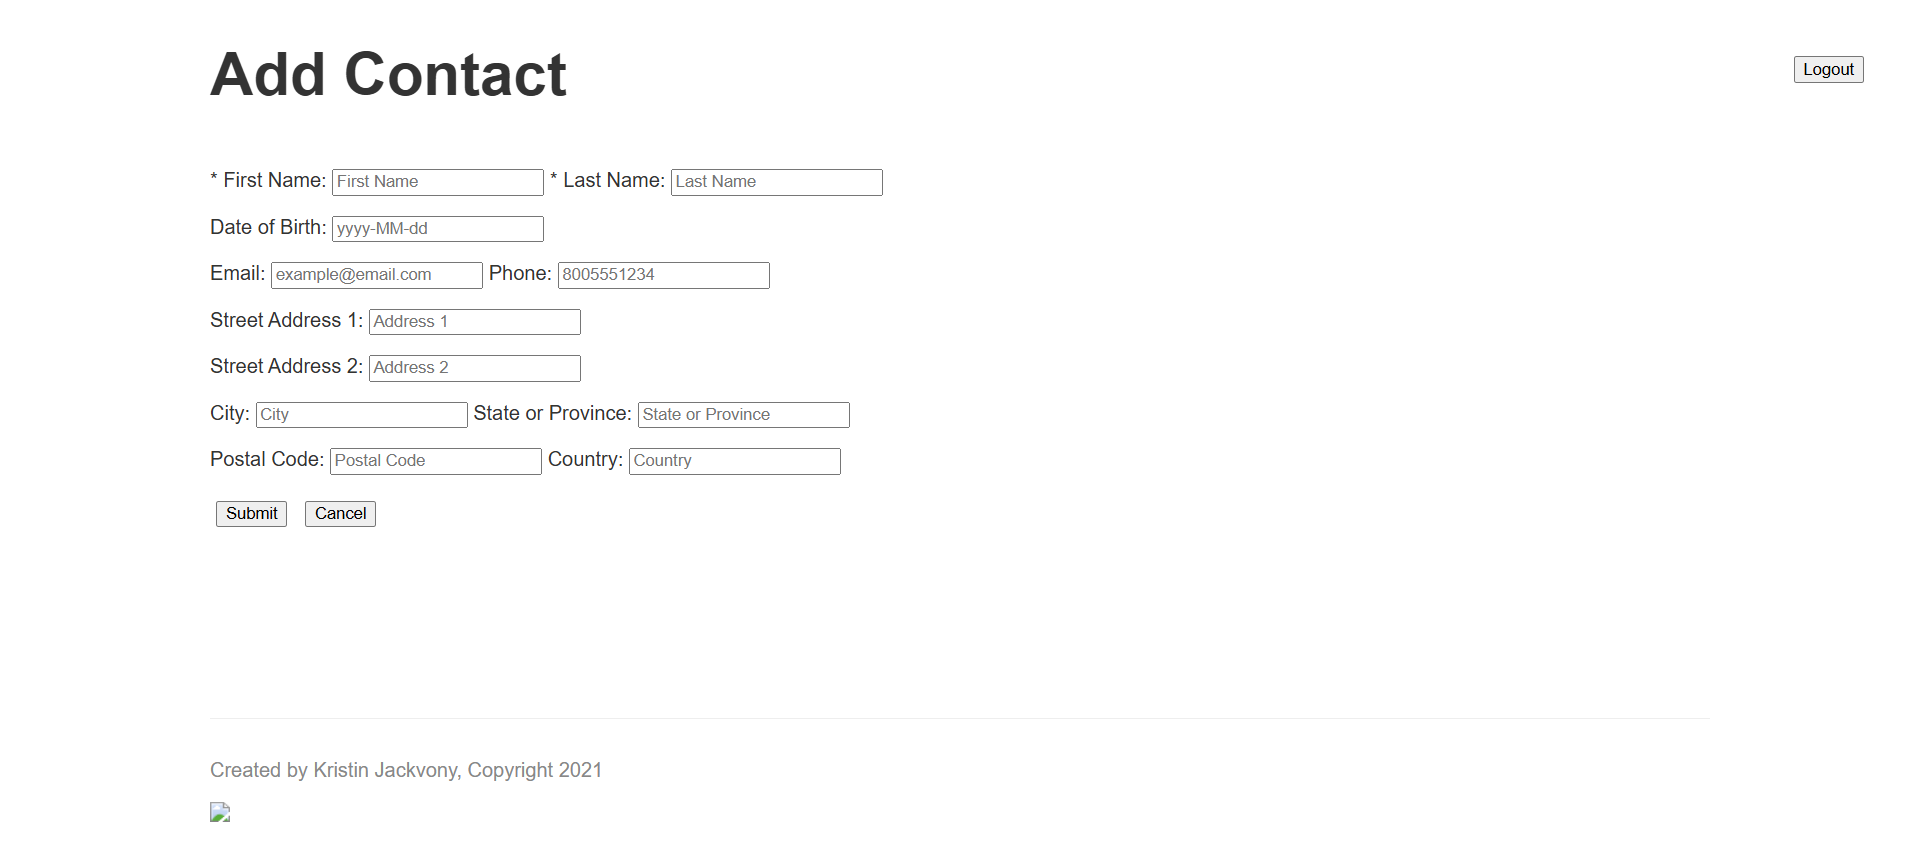 Add Contact
Logout
* First Name: First Name * Last Name: Last Name
Date of Birth: yyyy-MM-dd
Email: example@email.com Phone: 8005551234
Street Address 1: Address 1
Street Address 2: Address 2
City: City State or Province: State or Province
Postal Code: Postal Code Country: Country
Submit Cancel
Created by Kristin Jackvony, Copyright 2021